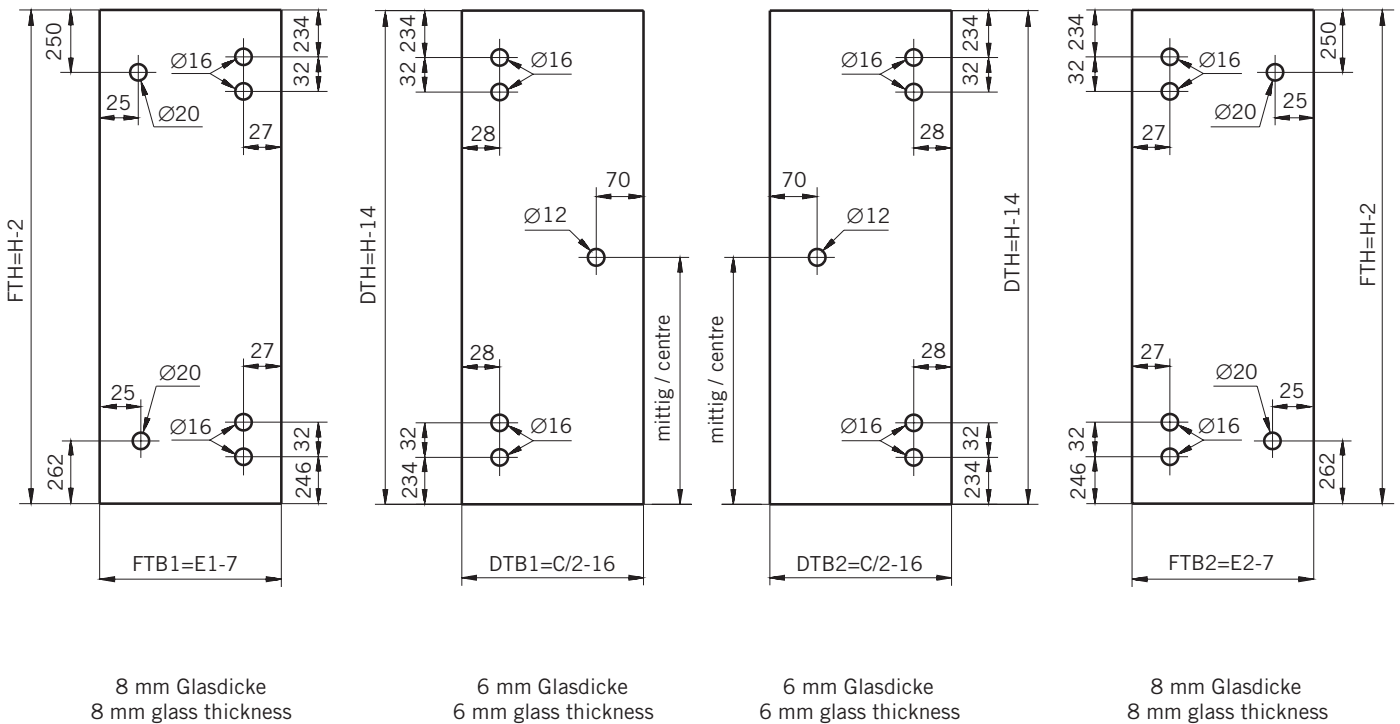 FTH=H-2
250
25
Ø20
Ø16
234
32
27
27
Ø20
25
Ø16
262
32
246
FTB1=E1-7
8 mm Glasdicke
8 mm glass thickness
DTH=H-14
234
32
Ø16
28
70
Ø12
mittig / centre
28
Ø16
32
234
DTB1=C/2-16
6 mm Glasdicke
6 mm glass thickness
Ø16
234
32
28
70
Ø12
DTH=H-14
mittig / centre
28
Ø16
32
234
DTB2=C/2-16
6 mm Glasdicke
6 mm glass thickness
234
32
Ø16
250
Ø20
25
27
FTH=H-2
27
Ø20
25
Ø16
32
246
262
FTB2=E2-7
8 mm Glasdicke
8 mm glass thickness